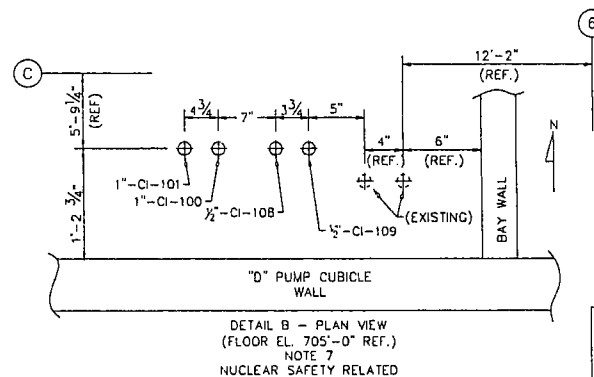 6
12'-2"
(REF.)
C
5'-9 1/4"
(REF)
4 3/4"
7"
3 3/4"
5"
4"
(REF.)
6"
(REF.)
N
1'-2 3/4"
1"-CI-101
1"-CI-100
½"-CI-108
½"-CI-109
(EXISTING)
BAY WALL
"D" PUMP CUBICLE
WALL
DETAIL B - PLAN VIEW
(FLOOR EL. 705'-0" REF.)
NOTE 7
NUCLEAR SAFETY RELATED